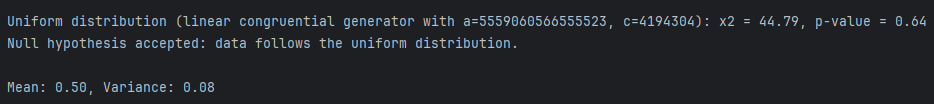 Uniform distribution (linear congruential generator with a=5559060566555523, c=4194304): x2 = 44.79, p-value = 0.64
Null hypothesis accepted: data follows the uniform distribution.
Mean: 0.50, Variance: 0.08